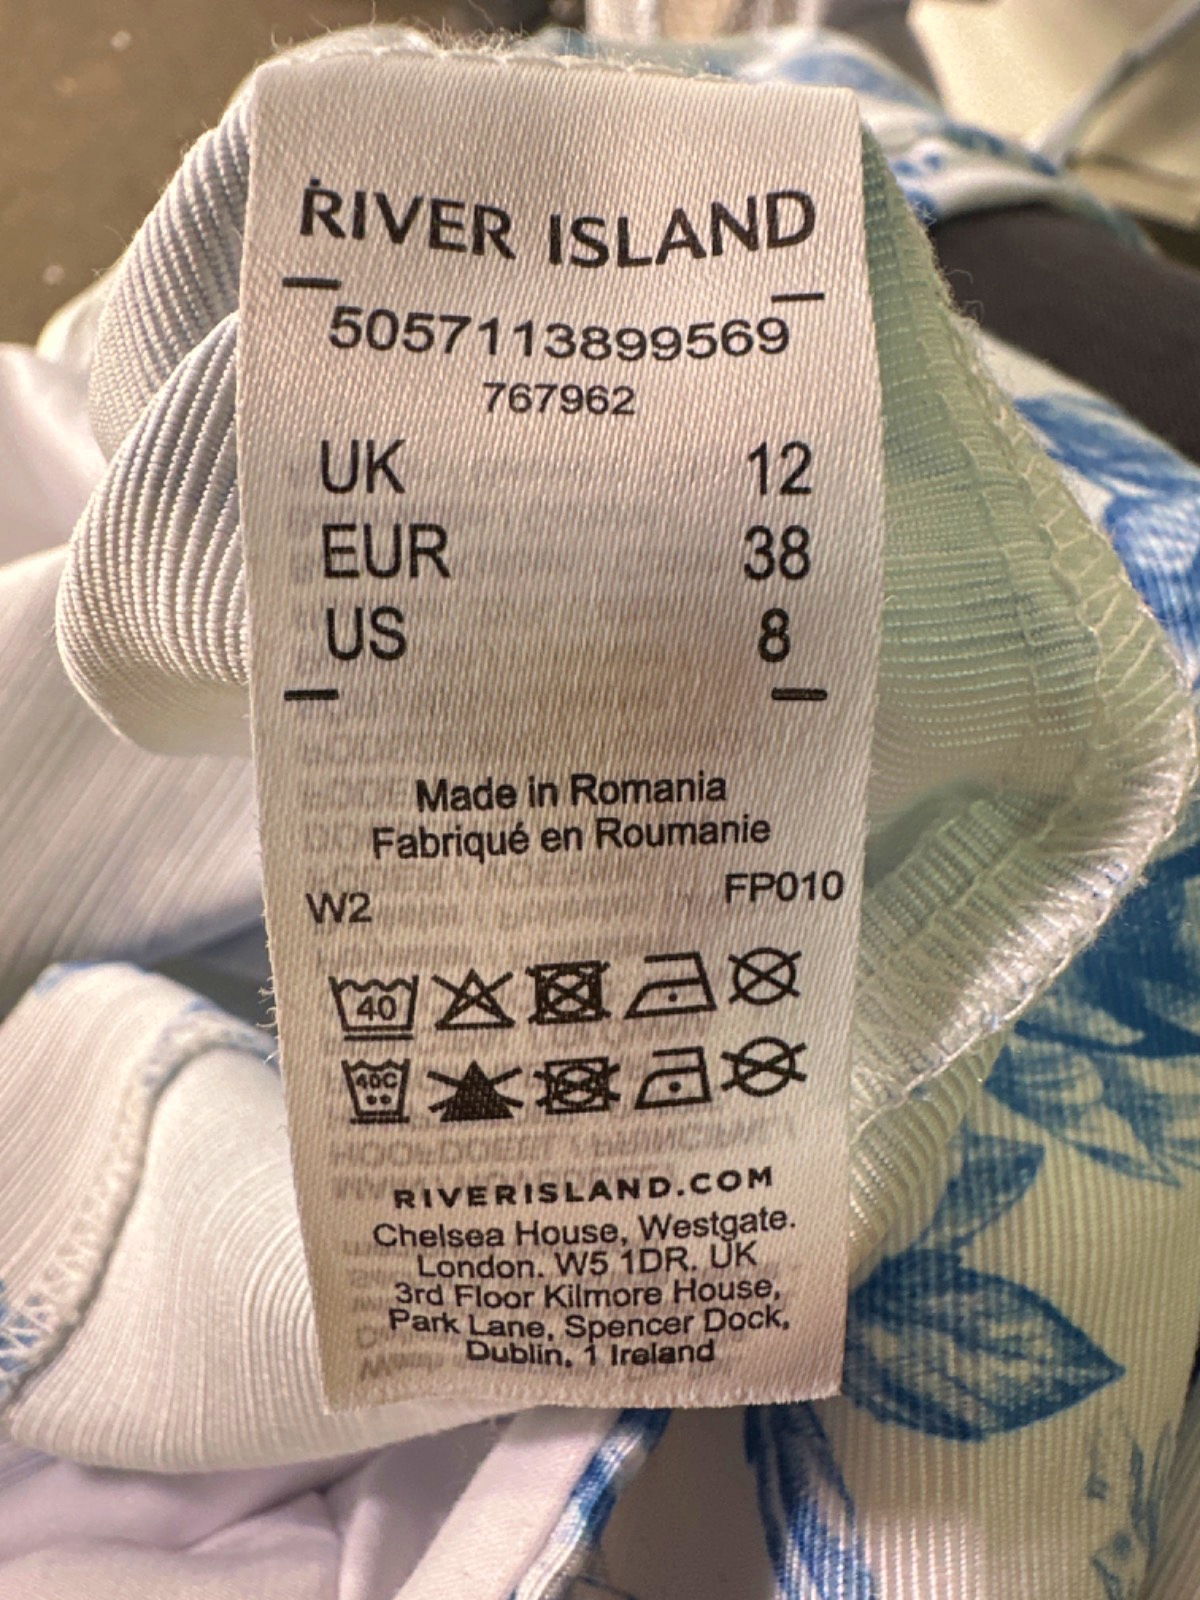 RIVER ISLAND
5057113899569
767962
UK 12
EUR 38
US 8
Made in Romania
Fabriqué en Roumanie
W2 FP010
40
40C
RIVERISLAND.COM
Chelsea House, Westgate.
London. W5 1DR. UK
3rd Floor Kilmore House,
Park Lane, Spencer Dock,
Dublin, 1 Ireland